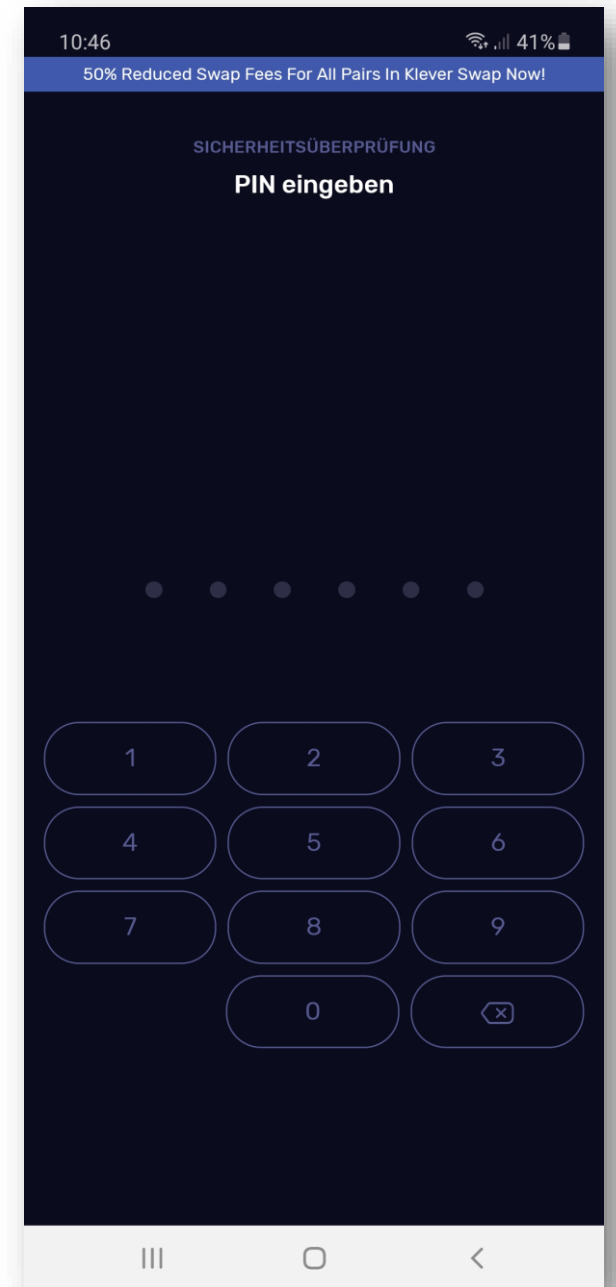 10:46 41%
50% Reduced Swap Fees For All Pairs In Klever Swap Now!
SICHERHEITSÜBERPRÜFUNG
PIN eingeben
1 2 3
4 5 6
7 8 9
0